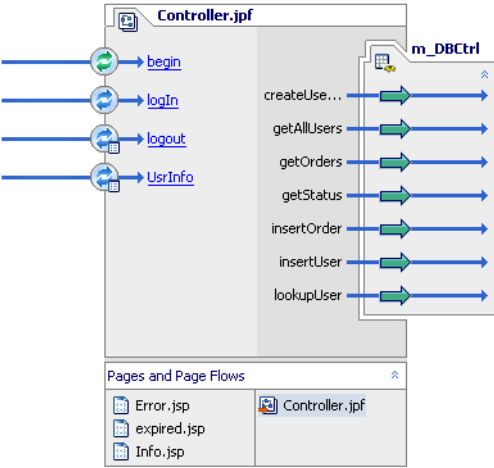 Controller.jpf
m_DBCtrl
begin
logIn
logout
UsrInfo
createUse...
getAllUsers
getOrders
getStatus
insertOrder
insertUser
lookupUser
Pages and Page Flows
Error.jsp
expired.jsp
Info.jsp
Controller.jpf